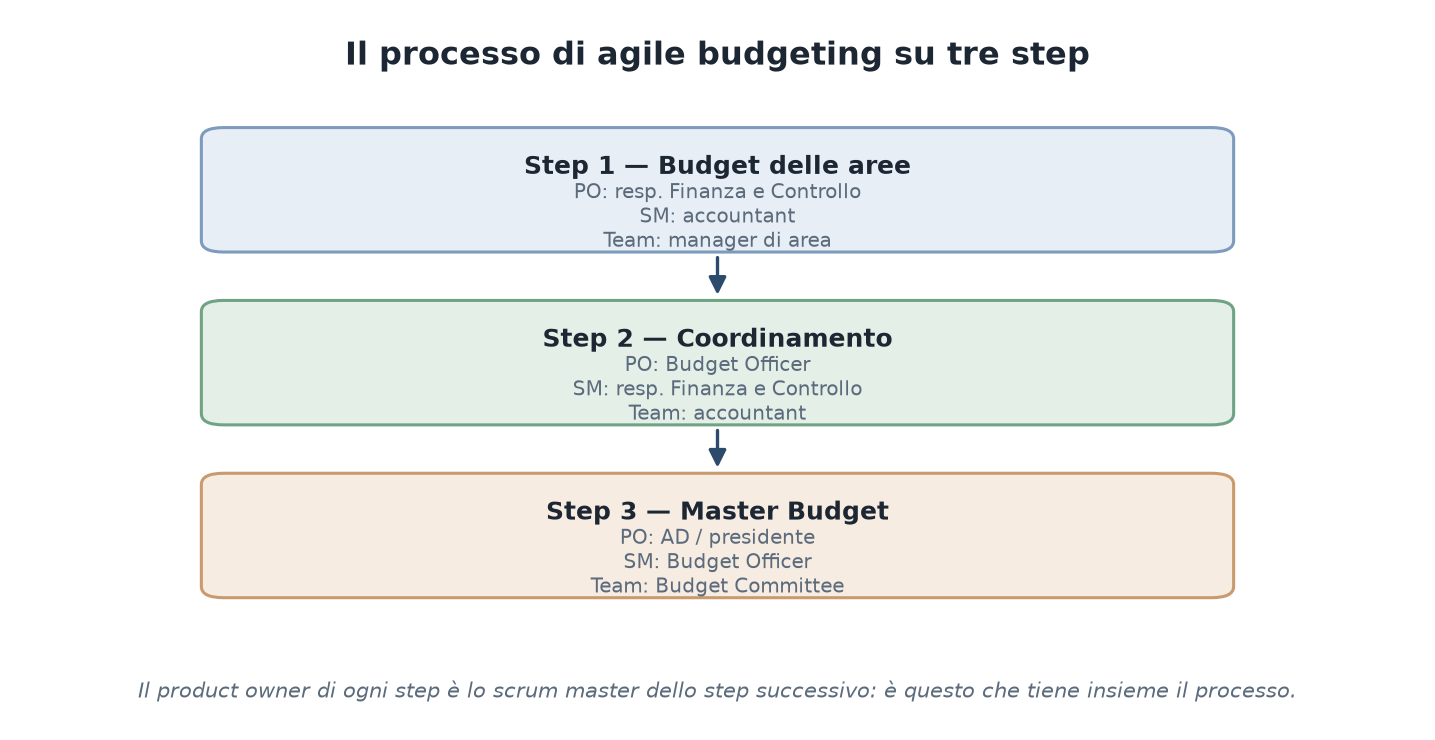 Il processo di agile budgeting su tre step
Step 1 — Budget delle aree
PO: resp. Finanza e Controllo
SM: accountant
Team: manager di area
Step 2 — Coordinamento
PO: Budget Officer
SM: resp. Finanza e Controllo
Team: accountant
Step 3 — Master Budget
PO: AD / presidente
SM: Budget Officer
Team: Budget Committee
Il product owner di ogni step è lo scrum master dello step successivo: è questo che tiene insieme il processo.